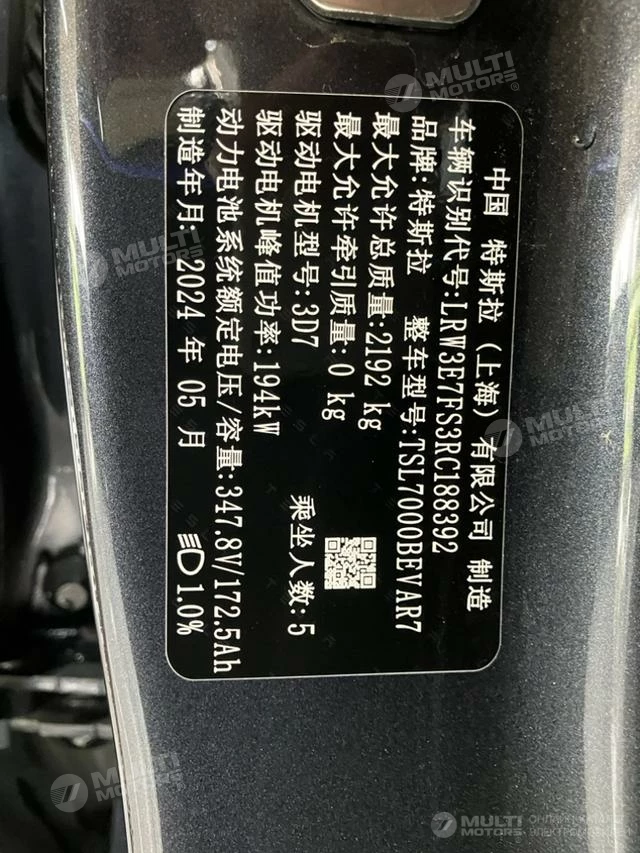 中国 特斯拉 (上海) 有限公司 制造
车辆识别代号:LRW3E7FS3RC188392
品牌:特斯拉 整车型号:TSL7000BEVAR7
最大允许总质量:2192 kg
最大允许牵引质量:0 kg
驱动电机型号:3D7 乘坐人数:5
驱动电机峰值功率:194kW
动力电池系统额定电压/容量:347.8V/172.5Ah
制造年月:2024 年 05 月 1.0%
TESLA
MULTI MOTORS®
MULTI MOTORS
MULTI MOTORS
MULTI MOTORS
MULTI MOTORS